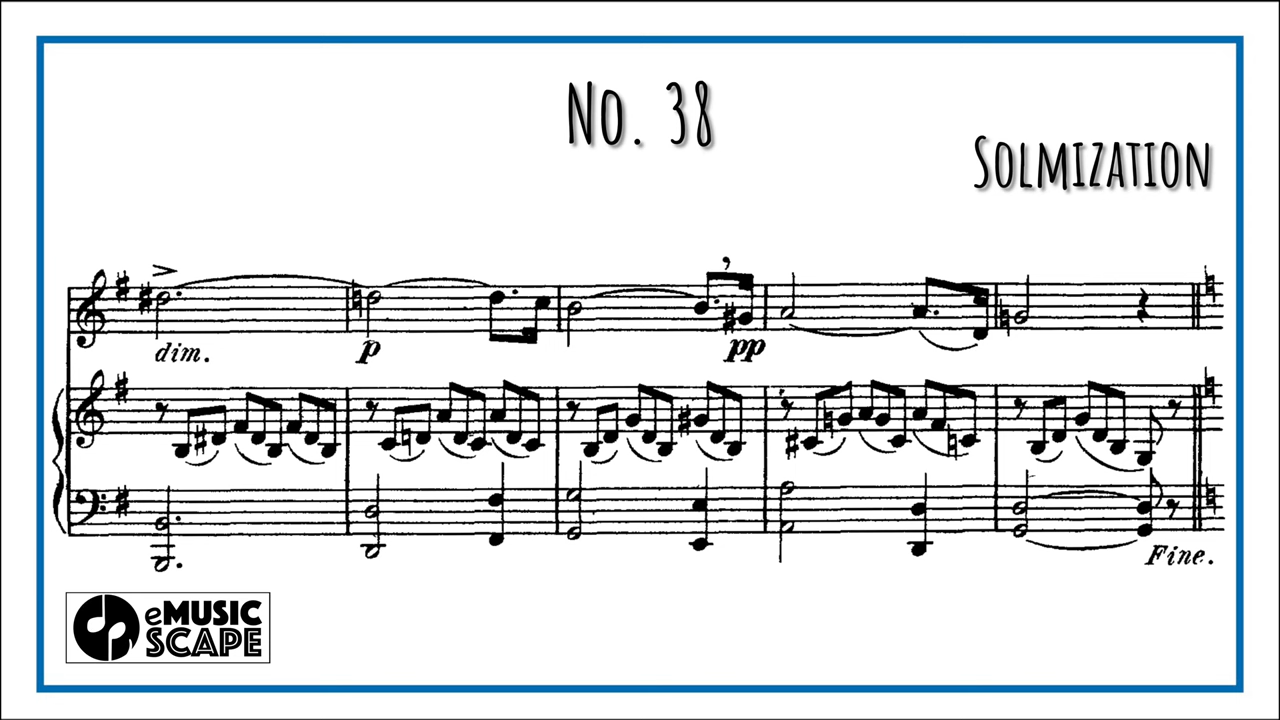 No. 38
Solmization
dim.
p
pp
Fine.
eMUSIC
SCAPE